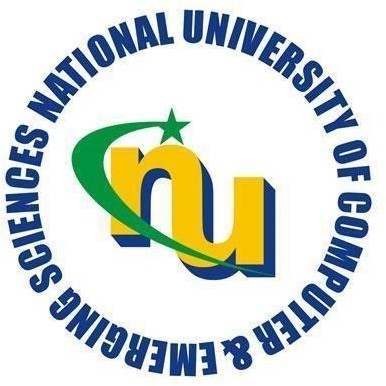 NATIONAL UNIVERSITY OF COMPUTER & EMERGING SCIENCES
nu